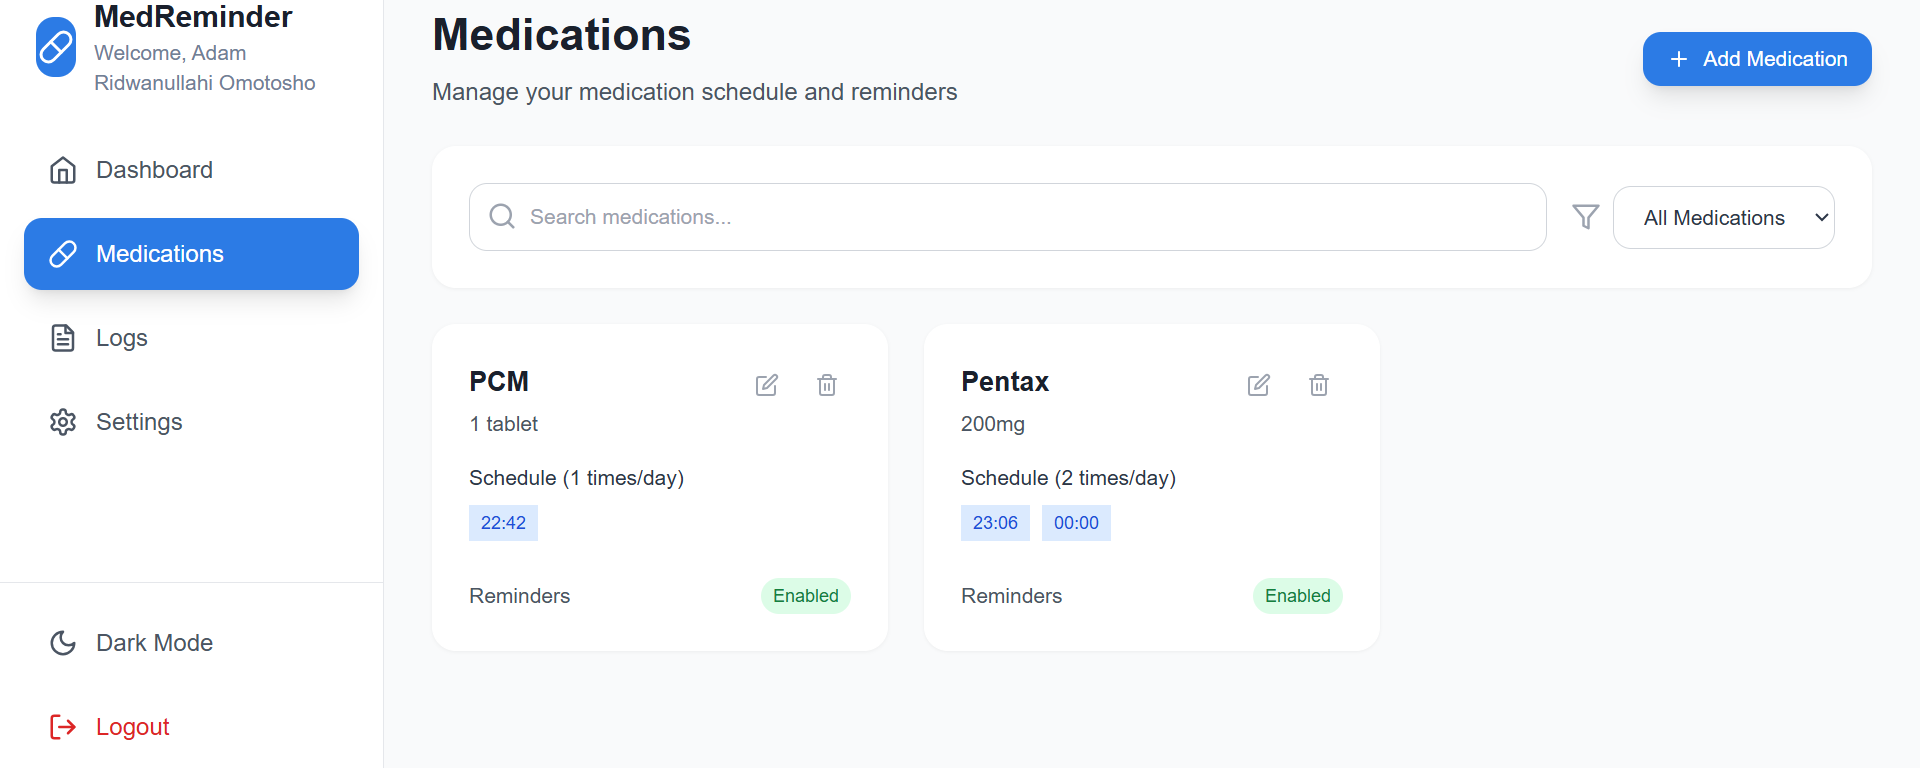 MedReminder
Welcome, Adam
Ridwanullahi Omotosho
Dashboard
Medications
Logs
Settings
Dark Mode
Logout
Medications
Manage your medication schedule and reminders
Add Medication
Search medications...
All Medications
PCM
1 tablet
Schedule (1 times/day)
22:42
Reminders
Enabled
Pentax
200mg
Schedule (2 times/day)
23:06 00:00
Reminders
Enabled